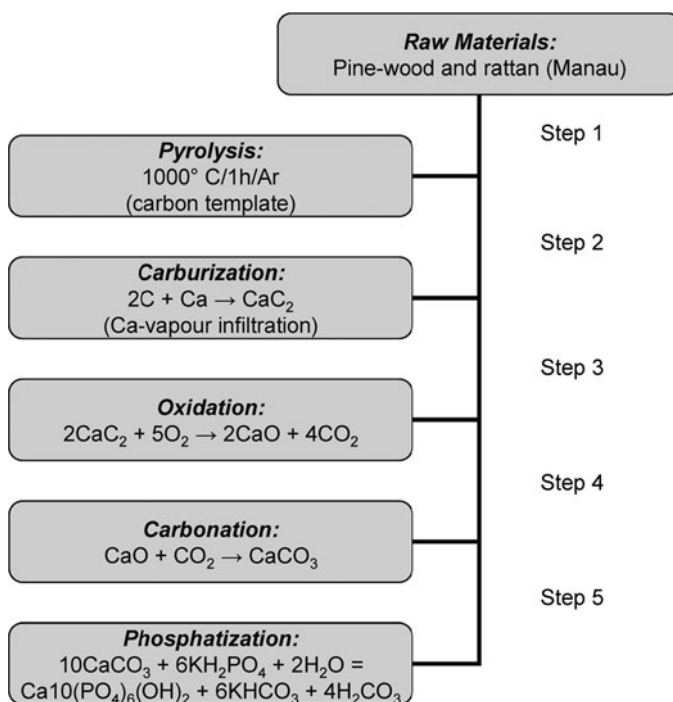 Raw Materials:
Pine-wood and rattan (Manau)
Step 1
Pyrolysis:
1000° C/1h/Ar
(carbon template)
Step 2
Carburization:
2C + Ca → CaC₂
(Ca-vapour infiltration)
Step 3
Oxidation:
2CaC₂ + 5O₂ → 2CaO + 4CO₂
Step 4
Carbonation:
CaO + CO₂ → CaCO₃
Step 5
Phosphatization:
10CaCO₃ + 6KH₂PO₄ + 2H₂O =
Ca10(PO₄)₆(OH)₂ + 6KHCO₃ + 4H₂CO₃